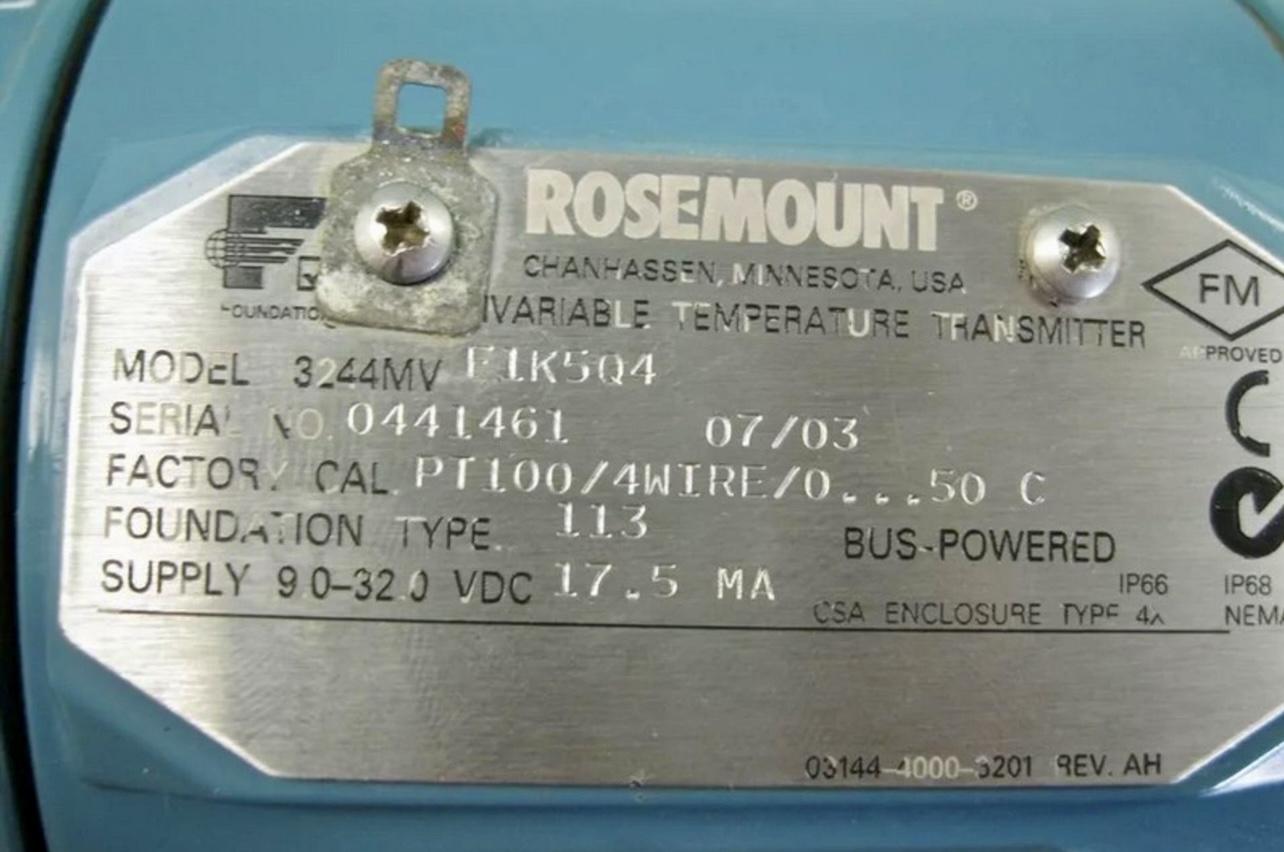 ROSEMOUNT®
CHANHASSEN, MINNESOTA, USA
FOUNDATIO
IVARIABLE TEMPERATURE TRANSMITTER
FM
APPROVED
MODEL 3244MV F1K5Q4
SERIAL NO. 0441461 07/03
FACTORY CAL. PT100/4WIRE/0...50 C
FOUNDATION TYPE 113
BUS-POWERED
SUPPLY 9.0-32.0 VDC 17.5 MA
IP66 IP68
CSA ENCLOSURE TYPE 4X NEMA
03144-4000-3201 REV. AH